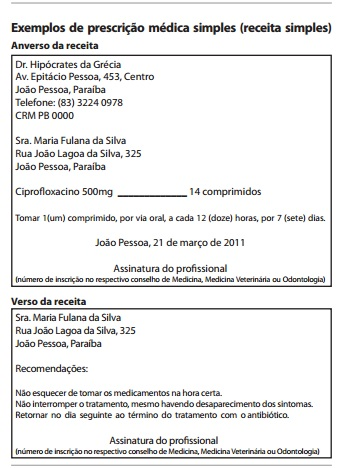 Exemplos de prescrição médica simples (receita simples)
Anverso da receita
Dr. Hipócrates da Grécia
Av. Epitácio Pessoa, 453, Centro
João Pessoa, Paraíba
Telefone: (83) 3224 0978
CRM PB 0000
Sra. Maria Fulana da Silva
Rua João Lagoa da Silva, 325
João Pessoa, Paraíba
Ciprofloxacino 500mg _____________ 14 comprimidos
Tomar 1(um) comprimido, por via oral, a cada 12 (doze) horas, por 7 (sete) dias.
João Pessoa, 21 de março de 2011
Assinatura do profissional
(número de inscrição no respectivo conselho de Medicina, Medicina Veterinária ou Odontologia)
Verso da receita
Sra. Maria Fulana da Silva
Rua João Lagoa da Silva, 325
João Pessoa, Paraíba
Recomendações:
Não esquecer de tomar os medicamentos na hora certa.
Não interromper o tratamento, mesmo havendo desaparecimento dos sintomas.
Retornar no dia seguinte ao término do tratamento com o antibiótico.
Assinatura do profissional
(número de inscrição no respectivo conselho de Medicina, Medicina Veterinária ou Odontologia)